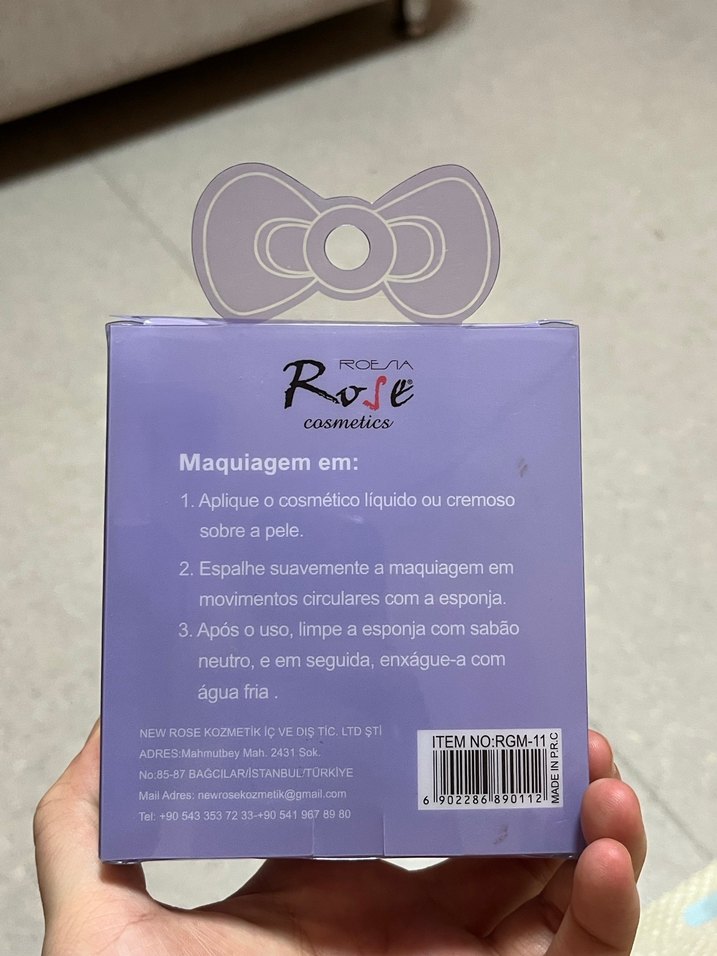 ROESIA
Rose®
cosmetics
Maquiagem em:
1. Aplique o cosmético líquido ou cremoso
sobre a pele.
2. Espalhe suavemente a maquiagem em
movimentos circulares com a esponja.
3. Após o uso, limpe a esponja com sabão
neutro, e em seguida, enxágue-a com
água fria .
NEW ROSE KOZMETİK İÇ VE DIŞ TİC. LTD ŞTİ
ADRES:Mahmutbey Mah. 2431 Sok.
No:85-87 BAĞCILAR/İSTANBUL/TÜRKİYE
Mail Adres: newrosekozmetik@gmail.com
Tel: +90 543 353 72 33-+90 541 967 89 80
ITEM NO:RGM-11
6 902286 890112
MADE IN P.R.C